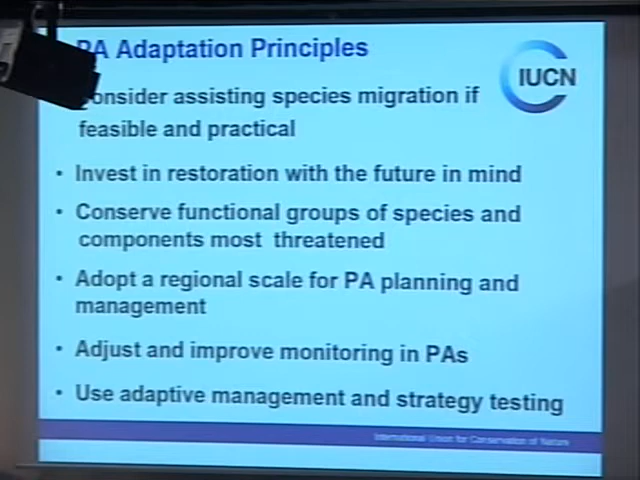 PA Adaptation Principles
IUCN
Consider assisting species migration if
feasible and practical
• Invest in restoration with the future in mind
• Conserve functional groups of species and
components most threatened
• Adopt a regional scale for PA planning and
management
• Adjust and improve monitoring in PAs
• Use adaptive management and strategy testing
International Union for Conservation of Nature